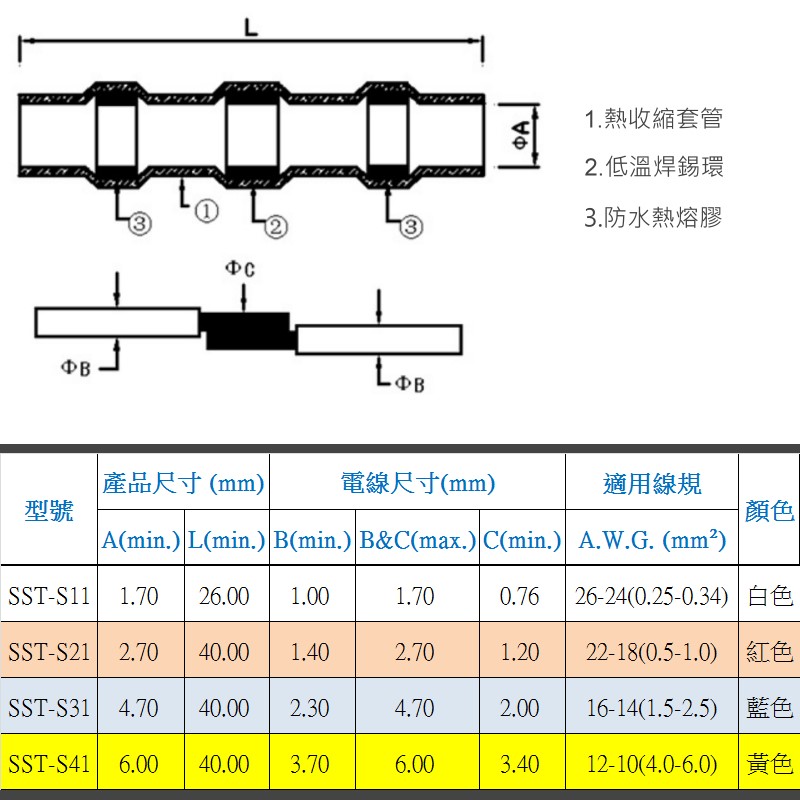 L
ΦA
1.熱收縮套管
2.低溫焊錫環
3.防水熱熔膠
③ ① ② ③
ΦC
ΦB
ΦB
型號 產品尺寸 (mm) 電線尺寸(mm) 適用線規 顏色
A(min.) L(min.) B(min.) B&C(max.) C(min.) A.W.G. (mm²)
SST-S11 1.70 26.00 1.00 1.70 0.76 26-24(0.25-0.34) 白色
SST-S21 2.70 40.00 1.40 2.70 1.20 22-18(0.5-1.0) 紅色
SST-S31 4.70 40.00 2.30 4.70 2.00 16-14(1.5-2.5) 藍色
SST-S41 6.00 40.00 3.70 6.00 3.40 12-10(4.0-6.0) 黃色